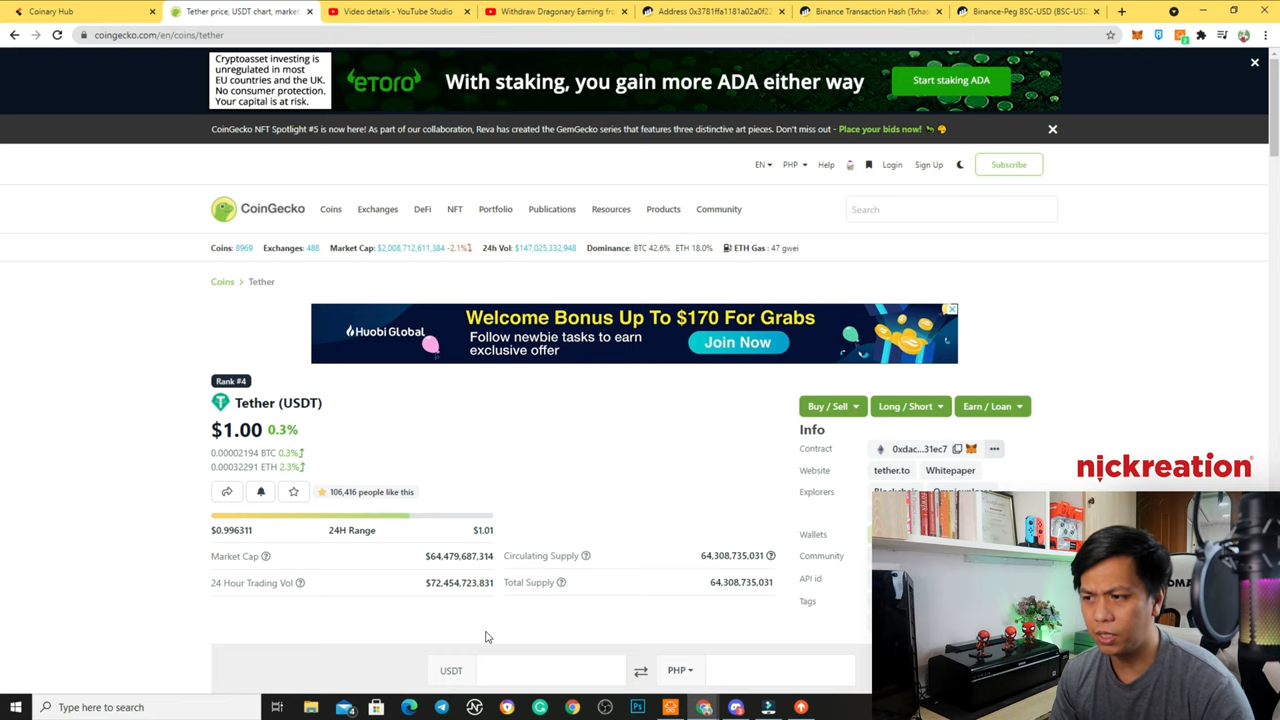 Coinary Hub
Tether price, USDT chart, market
Video details - YouTube Studio
Withdraw Dragonary Earning fro
Address 0x3781ffa1181a02a0f22
Binance Transaction Hash (Txhas
Binance-Peg BSC-USD (BSC-USD
coingecko.com/en/coins/tether
Cryptoasset investing is
unregulated in most
EU countries and the UK.
No consumer protection.
Your capital is at risk.
eToro
With staking, you gain more ADA either way
Start staking ADA
CoinGecko NFT Spotlight #5 is now here! As part of our collaboration, Reva has created the GemGecko series that features three distinctive art pieces. Don't miss out - Place your bids now!
EN
PHP
Help
Login
Sign Up
Subscribe
CoinGecko
Coins
Exchanges
DeFi
NFT
Portfolio
Publications
Resources
Products
Community
Search
Coins: 8969
Exchanges: 488
Market Cap: $2,008,712,611,384 -2.1%
24h Vol: $147,025,332,948
Dominance: BTC 42.6% ETH 18.0%
ETH Gas : 47 gwei
Coins > Tether
Huobi Global
Welcome Bonus Up To $170 For Grabs
Follow newbie tasks to earn
exclusive offer
Join Now
Rank #4
Tether (USDT)
$1.00 0.3%
0.00002194 BTC 0.3%
0.00032291 ETH 2.3%
106,416 people like this
$0.996311
24H Range
$1.01
Market Cap
$64,479,687,314
24 Hour Trading Vol
$72,454,723,831
Circulating Supply
64,308,735,031
Total Supply
64,308,735,031
Buy / Sell
Long / Short
Earn / Loan
Info
Contract
0xdac...31ec7
Website
tether.to
Whitepaper
Explorers
Wallets
Community
API id
Tags
USDT
PHP
nickreation
Type here to search